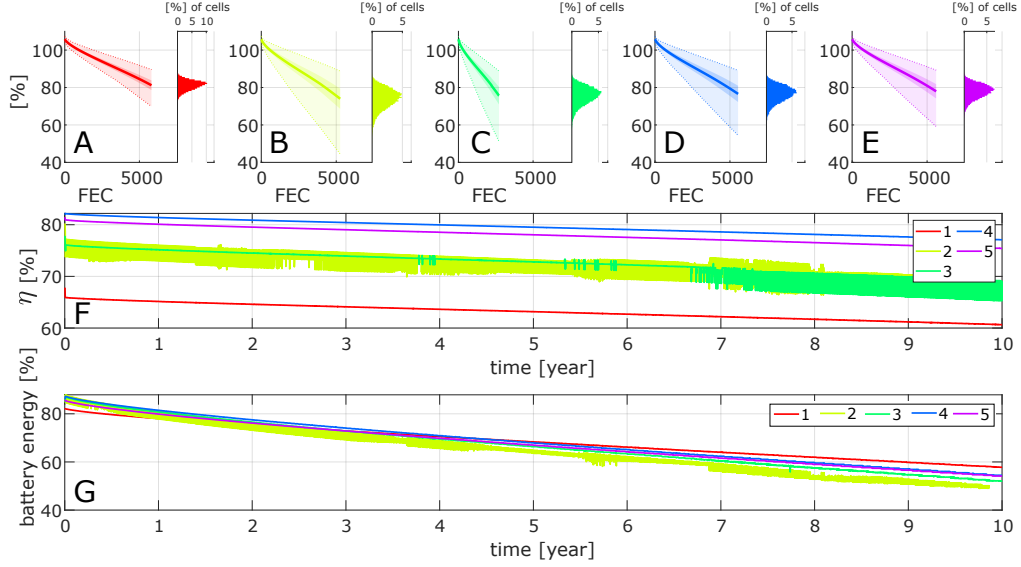 [%] of cells
[%] of cells
[%] of cells
[%] of cells
[%] of cells
0 5 10
0 5
0 5
0 5
0 5
[%]
100
80
60
40
A
B
C
D
E
0 5000
0 5000
0 5000
0 5000
0 5000
FEC
FEC
FEC
FEC
FEC
η [%]
80
70
60
F
1 4
2 5
3
0 1 2 3 4 5 6 7 8 9 10
time [year]
battery energy [%]
80
60
40
G
1 2 3 4 5
0 1 2 3 4 5 6 7 8 9 10
time [year]